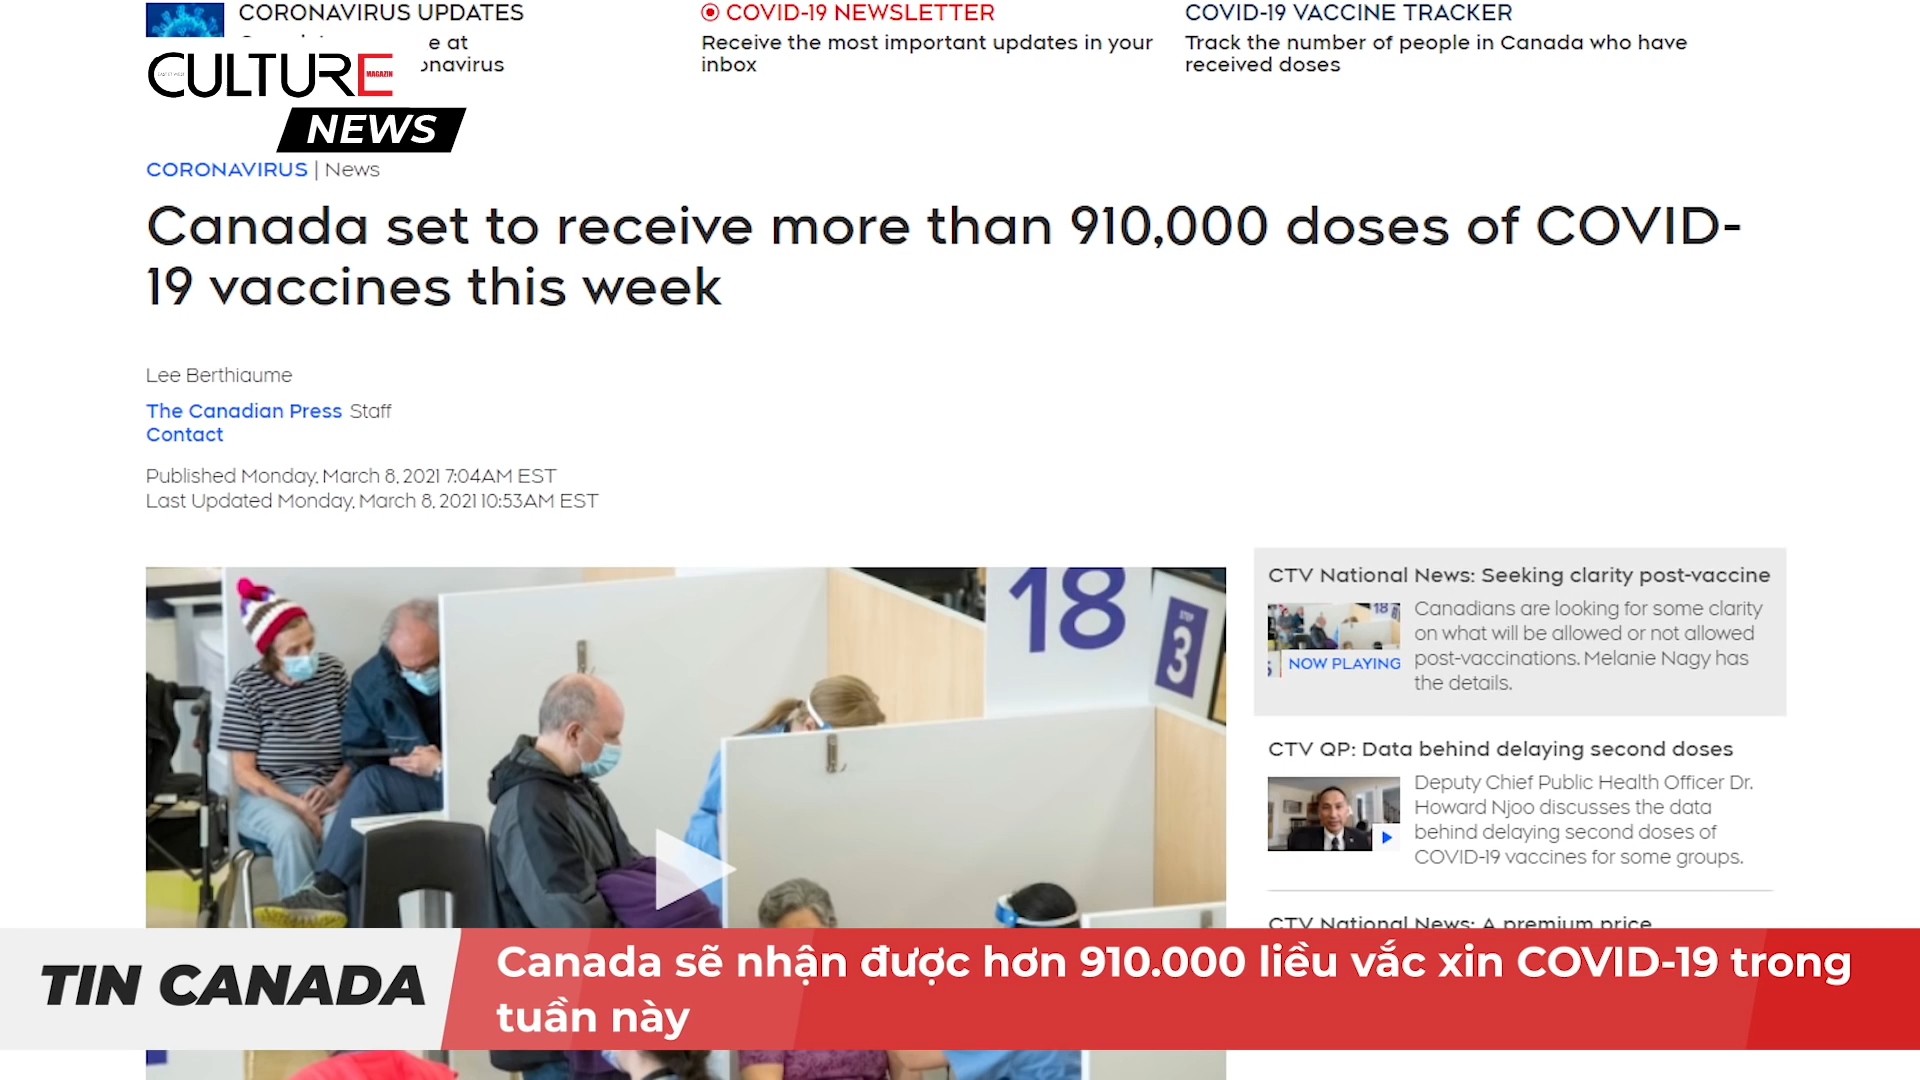 CORONAVIRUS UPDATES
e at
onavirus
COVID-19 NEWSLETTER
Receive the most important updates in your
inbox
COVID-19 VACCINE TRACKER
Track the number of people in Canada who have
received doses
CULTURE
MAGAZIN
NEWS
CORONAVIRUS | News
Canada set to receive more than 910,000 doses of COVID-
19 vaccines this week
Lee Berthiaume
The Canadian Press Staff
Contact
Published Monday, March 8, 2021 7:04AM EST
Last Updated Monday, March 8, 2021 10:53AM EST
18
STEP
3
CTV National News: Seeking clarity post-vaccine
18
NOW PLAYING
Canadians are looking for some clarity
on what will be allowed or not allowed
post-vaccinations. Melanie Nagy has
the details.
CTV QP: Data behind delaying second doses
Deputy Chief Public Health Officer Dr.
Howard Njoo discusses the data
behind delaying second doses of
COVID-19 vaccines for some groups.
CTV National News: A premium price
TIN CANADA
Canada sẽ nhận được hơn 910.000 liều vắc xin COVID-19 trong
tuần này